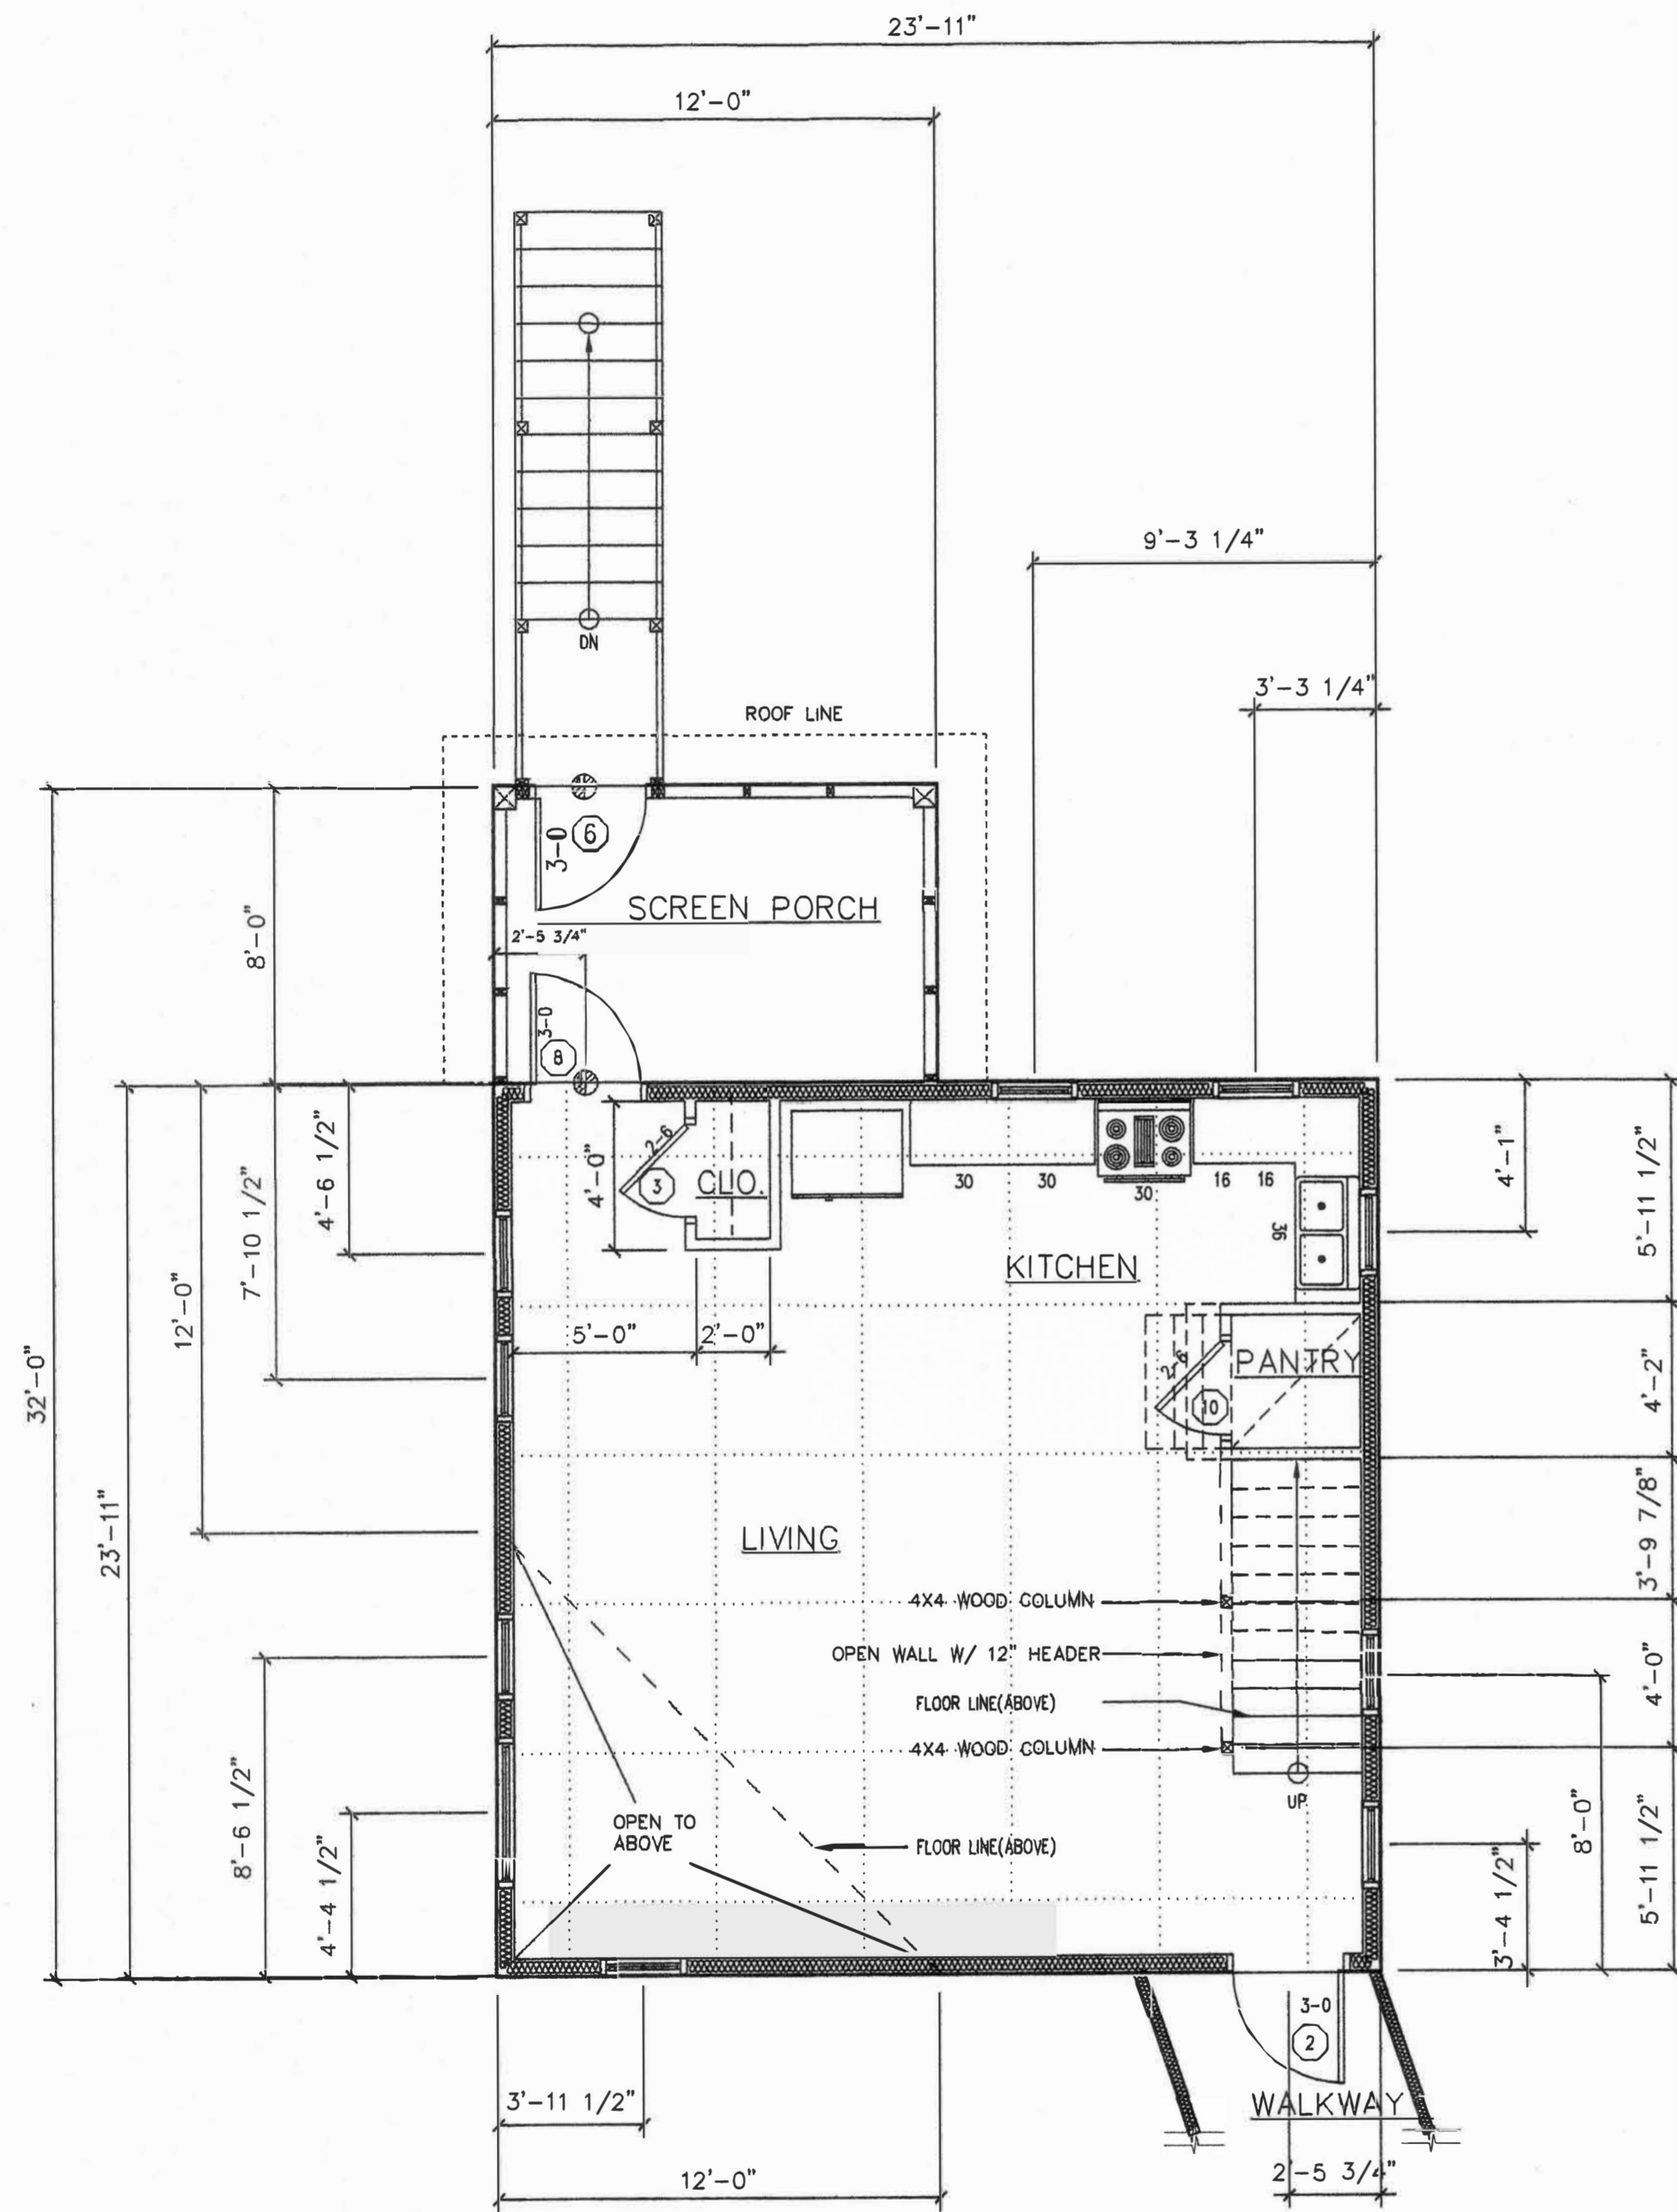 23'-11"
12'-0"
DN
9'-3 1/4"
3'-3 1/4"
ROOF LINE
3-0
6
SCREEN PORCH
2'-5 3/4"
3-0
8
8'-0"
32'-0"
23'-11"
12'-0"
7'-10 1/2"
4'-6 1/2"
4'-0"
2-6
3
CLO.
30
30
30
16
16
36
KITCHEN
4'-1"
5'-11 1/2"
5'-0"
2'-0"
2-6
10
PANTRY
4'-2"
3'-9 7/8"
LIVING
4X4 WOOD COLUMN
OPEN WALL W/ 12" HEADER
FLOOR LINE(ABOVE)
4X4 WOOD COLUMN
UP
4'-0"
8'-0"
5'-11 1/2"
3'-4 1/2"
8'-6 1/2"
4'-4 1/2"
OPEN TO
ABOVE
FLOOR LINE(ABOVE)
3-0
2
WALKWAY
3'-11 1/2"
12'-0"
2'-5 3/4"